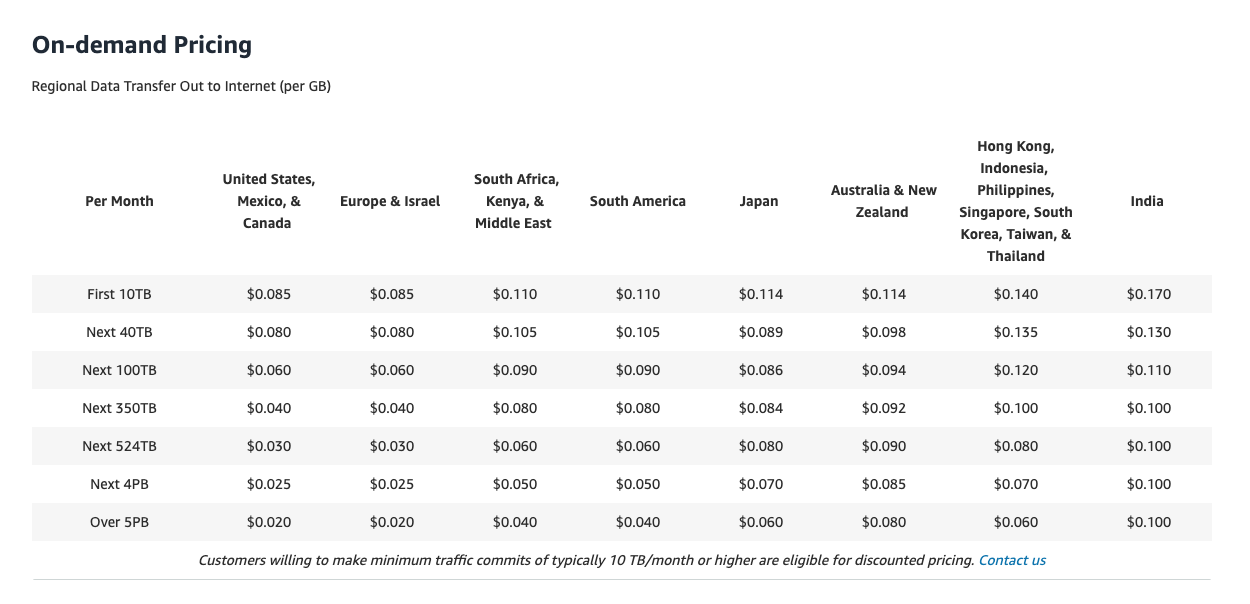 On-demand Pricing
Regional Data Transfer Out to Internet (per GB)
Per Month
United States,
Mexico, &
Canada
Europe & Israel
South Africa,
Kenya, &
Middle East
South America
Japan
Australia & New
Zealand
Hong Kong,
Indonesia,
Philippines,
Singapore, South
Korea, Taiwan, &
Thailand
India
First 10TB $0.085 $0.085 $0.110 $0.110 $0.114 $0.114 $0.140 $0.170
Next 40TB $0.080 $0.080 $0.105 $0.105 $0.089 $0.098 $0.135 $0.130
Next 100TB $0.060 $0.060 $0.090 $0.090 $0.086 $0.094 $0.120 $0.110
Next 350TB $0.040 $0.040 $0.080 $0.080 $0.084 $0.092 $0.100 $0.100
Next 524TB $0.030 $0.030 $0.060 $0.060 $0.080 $0.090 $0.080 $0.100
Next 4PB $0.025 $0.025 $0.050 $0.050 $0.070 $0.085 $0.070 $0.100
Over 5PB $0.020 $0.020 $0.040 $0.040 $0.060 $0.080 $0.060 $0.100
Customers willing to make minimum traffic commits of typically 10 TB/month or higher are eligible for discounted pricing. Contact us